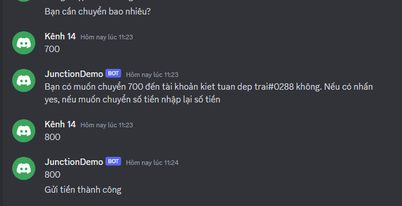 Bạn cần chuyển bao nhiêu?
Kênh 14 Hôm nay lúc 11:23
700
JunctionDemo BOT Hôm nay lúc 11:23
Bạn có muốn chuyển 700 đến tài khoản kiet tuan dep trai#0288 không. Nếu có nhấn
yes, nếu muốn chuyển số tiền nhập lại số tiền
Kênh 14 Hôm nay lúc 11:23
800
JunctionDemo BOT Hôm nay lúc 11:24
800
Gửi tiền thành công